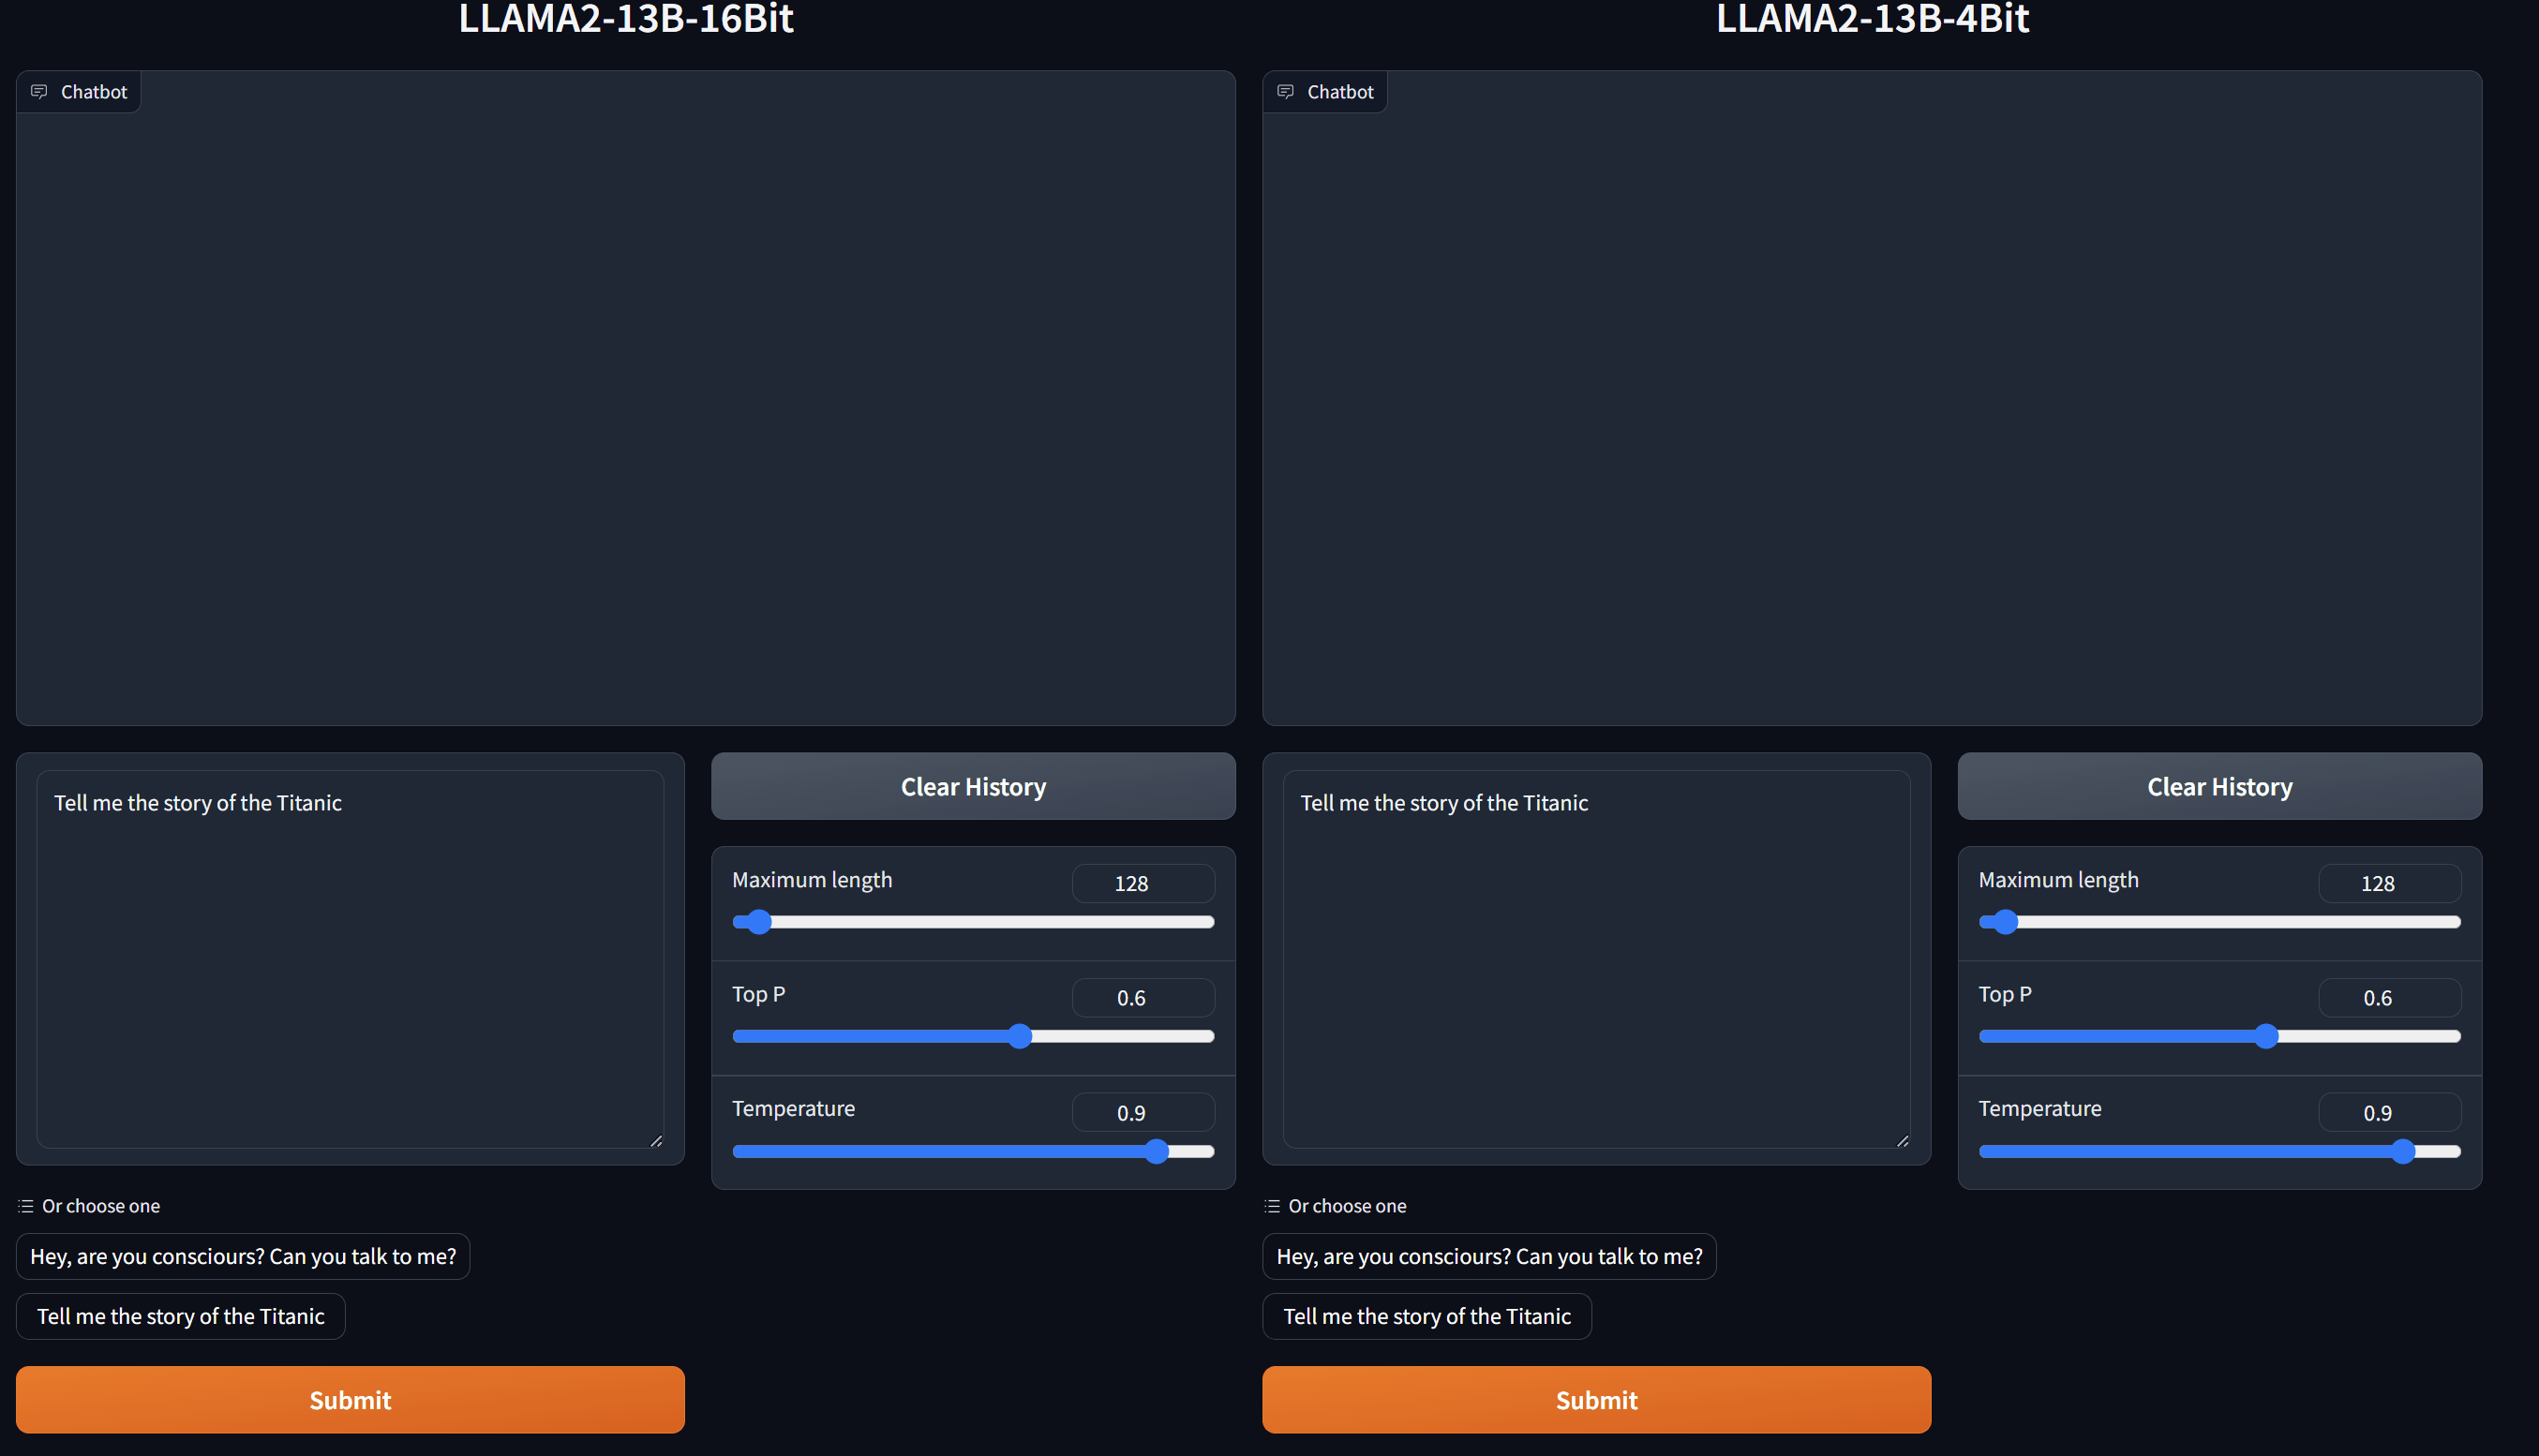 LLAMA2-13B-16Bit
Chatbot
Tell me the story of the Titanic
Clear History
Maximum length
128
Top P
0.6
Temperature
0.9
Or choose one
Hey, are you consciours? Can you talk to me?
Tell me the story of the Titanic
Submit
LLAMA2-13B-4Bit
Chatbot
Tell me the story of the Titanic
Clear History
Maximum length
128
Top P
0.6
Temperature
0.9
Or choose one
Hey, are you consciours? Can you talk to me?
Tell me the story of the Titanic
Submit